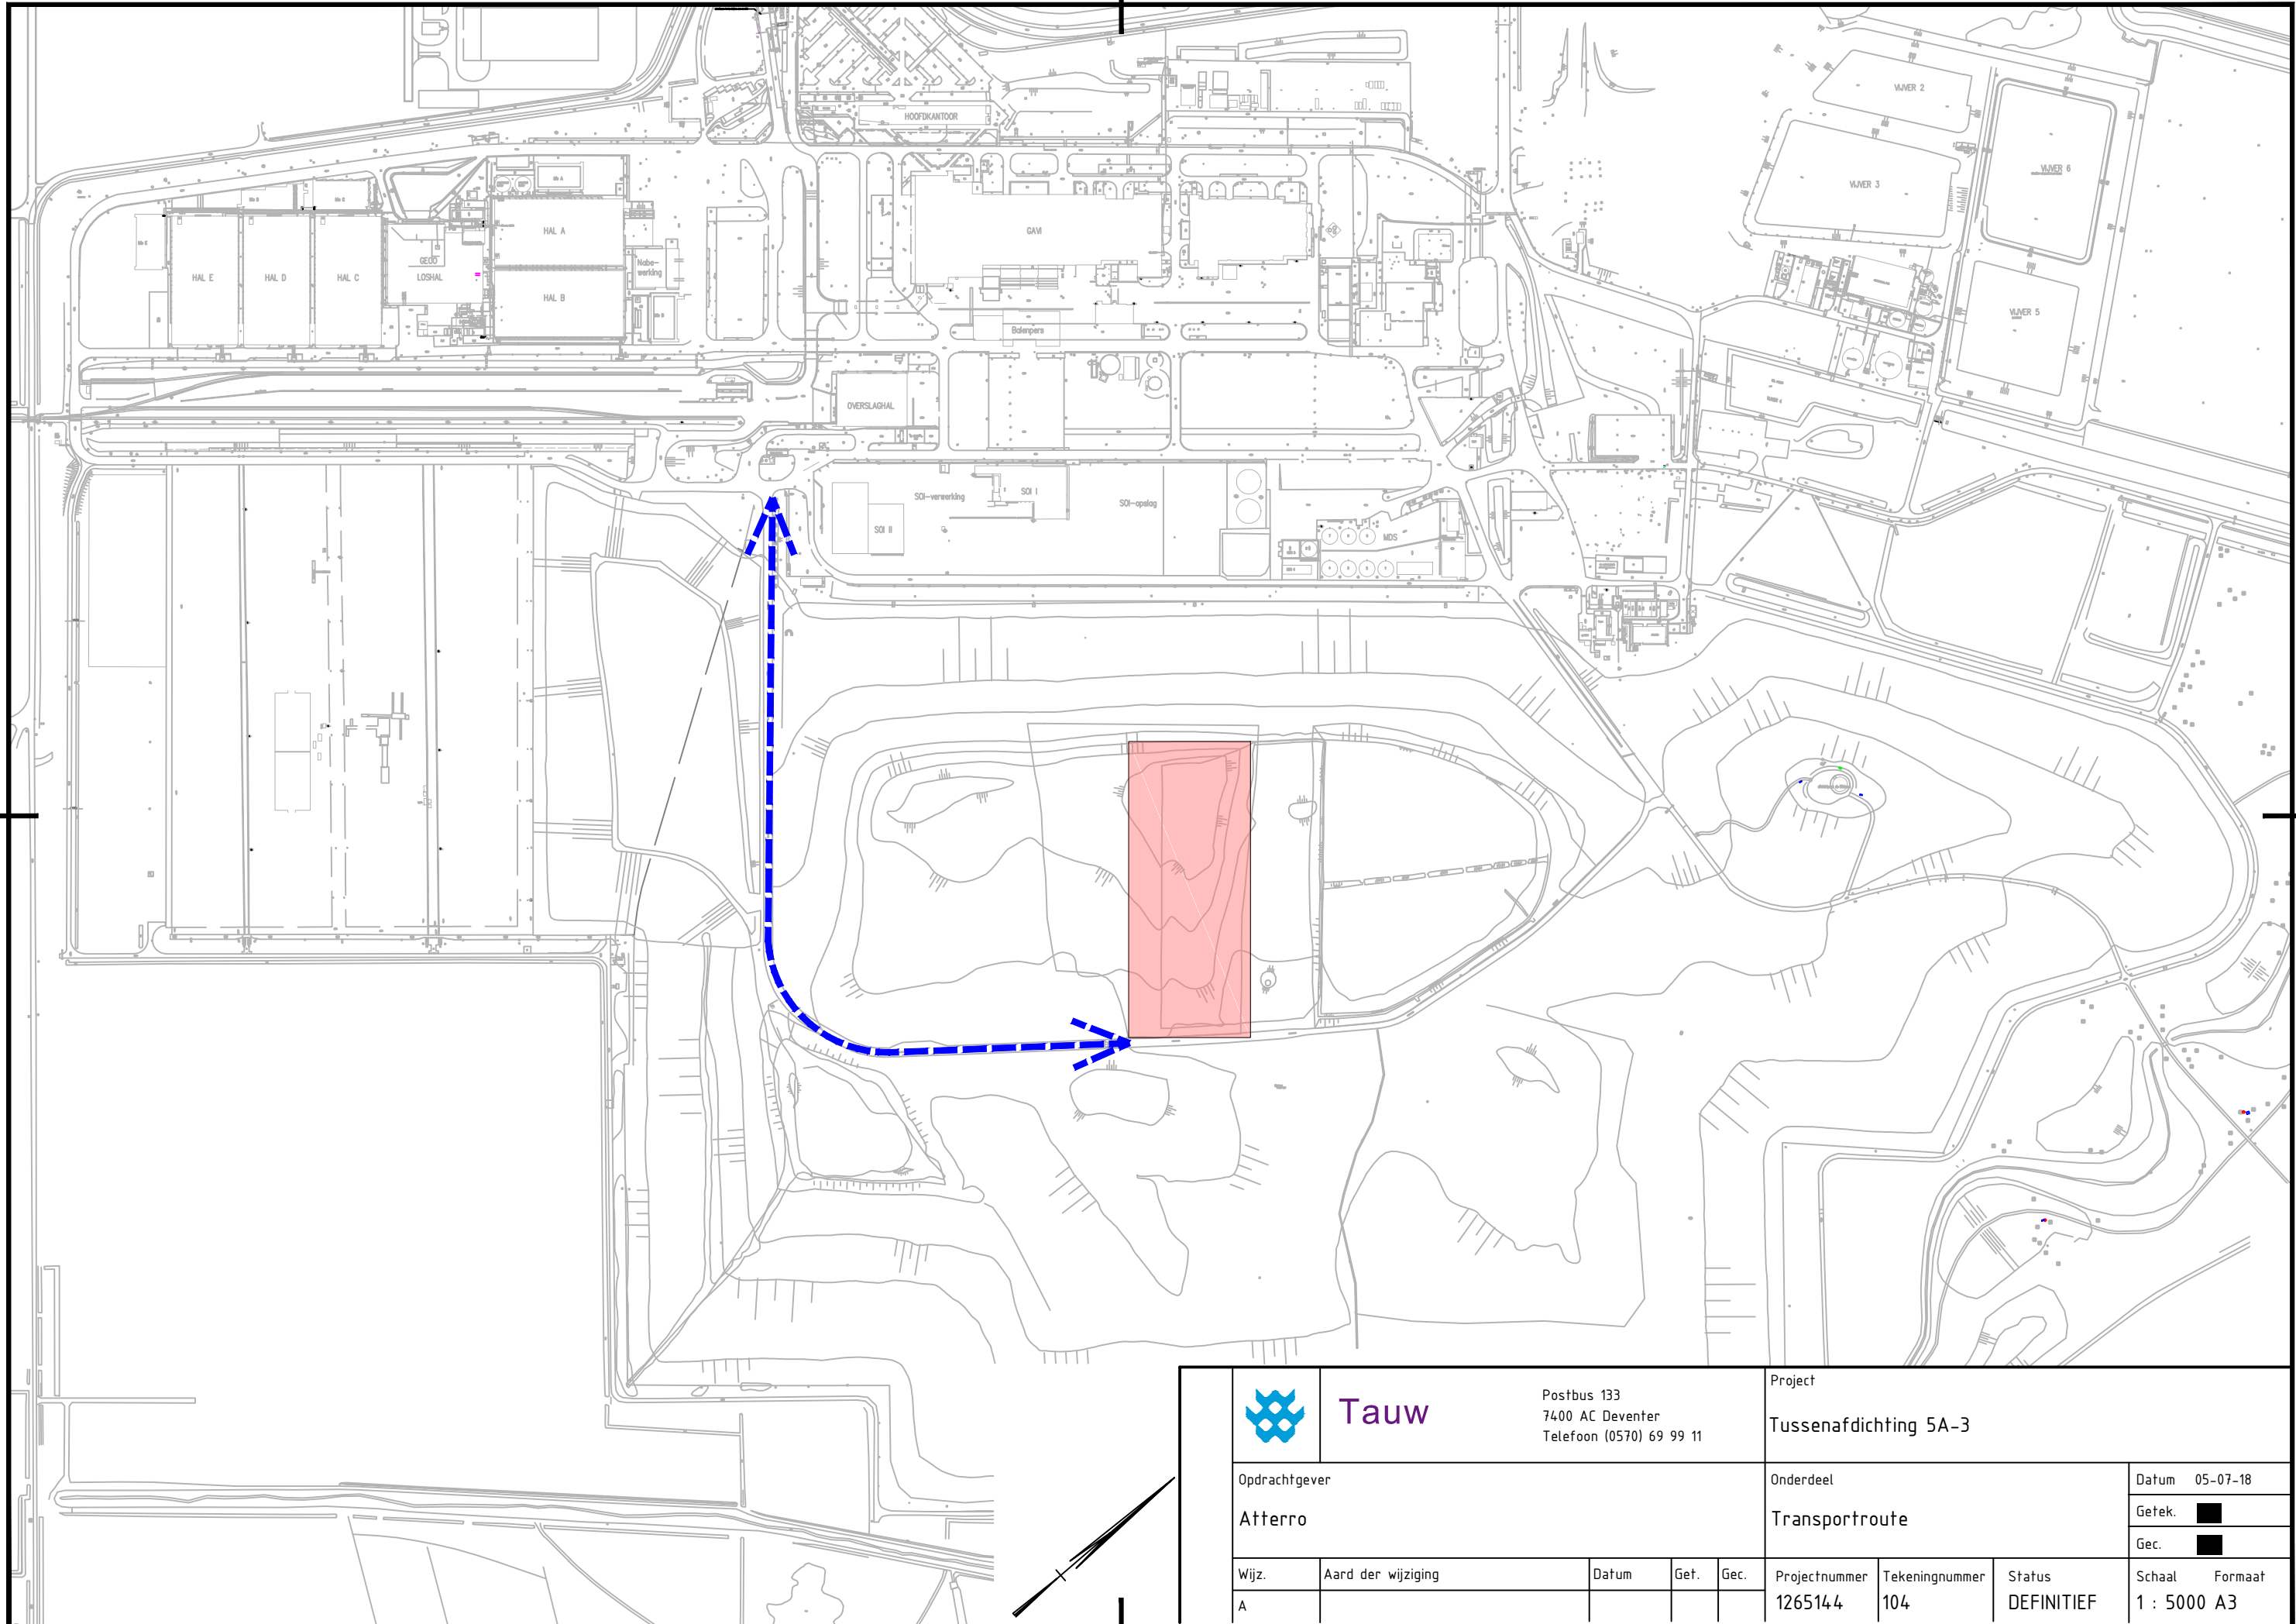 HOOFDKANTOOR
VIJVER 2
VIJVER 3
VIJVER 6
VIJVER 5
HAL E
HAL D
HAL C
GECO
LOSHAL
HAL A
HAL B
Nabe-
werking
GAVI
Balenpers
OVERSLAGHAL
SOI-verwerking
SOI I
SOI II
SOI-opslag
MDS
Tauw
Postbus 133
7400 AC Deventer
Telefoon (0570) 69 99 11
Project
Tussenafdichting 5A-3
Opdrachtgever
Atterro
Onderdeel
Transportroute
Datum 05-07-18
Getek.
Gec.
Wijz. Aard der wijziging Datum Get. Gec.
A
Projectnummer
1265144
Tekeningnummer
104
Status
DEFINITIEF
Schaal Formaat
1 : 5000 A3